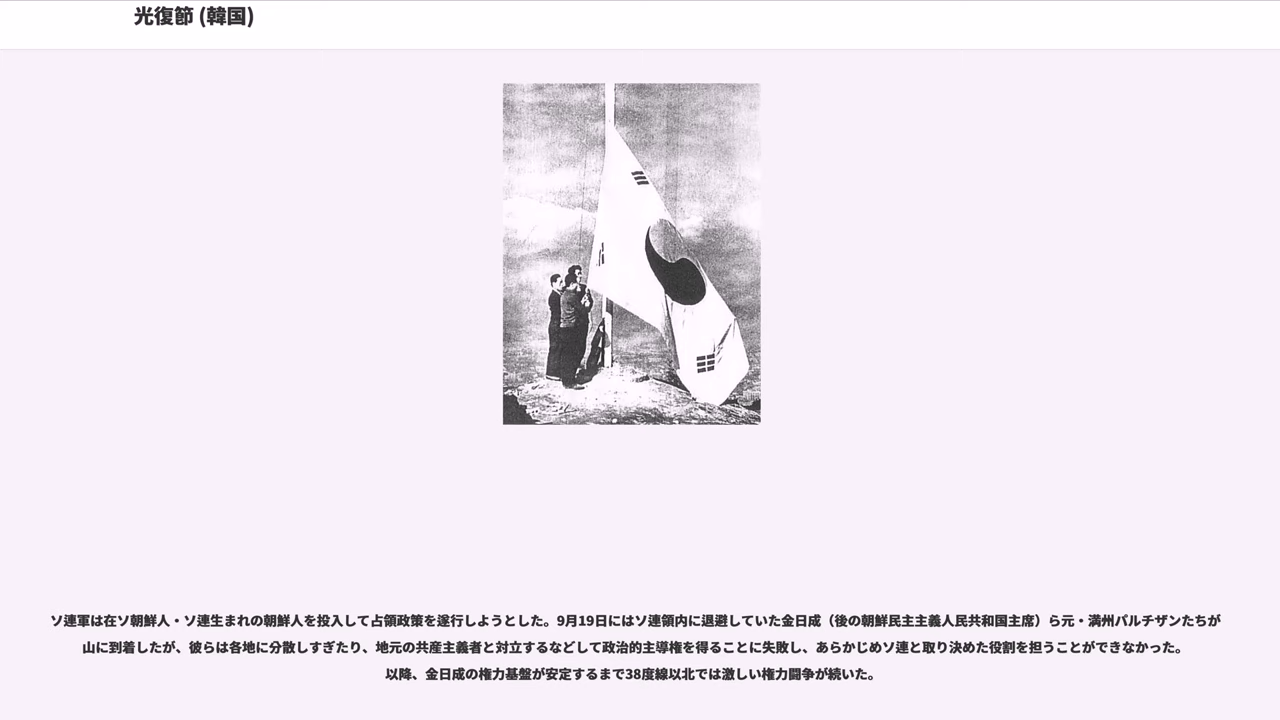 光復節 (韓国)
ソ連軍は在ソ朝鮮人・ソ連生まれの朝鮮人を投入して占領政策を遂行しようとした。9月19日にはソ連領内に退避していた金日成（後の朝鮮民主主義人民共和国主席）ら元・満州パルチザンたちが
山に到着したが、彼らは各地に分散しすぎたり、地元の共産主義者と対立するなどして政治的主導権を得ることに失敗し、あらかじめソ連と取り決めた役割を担うことができなかった。
以降、金日成の権力基盤が安定するまで38度線以北では激しい権力闘争が続いた。